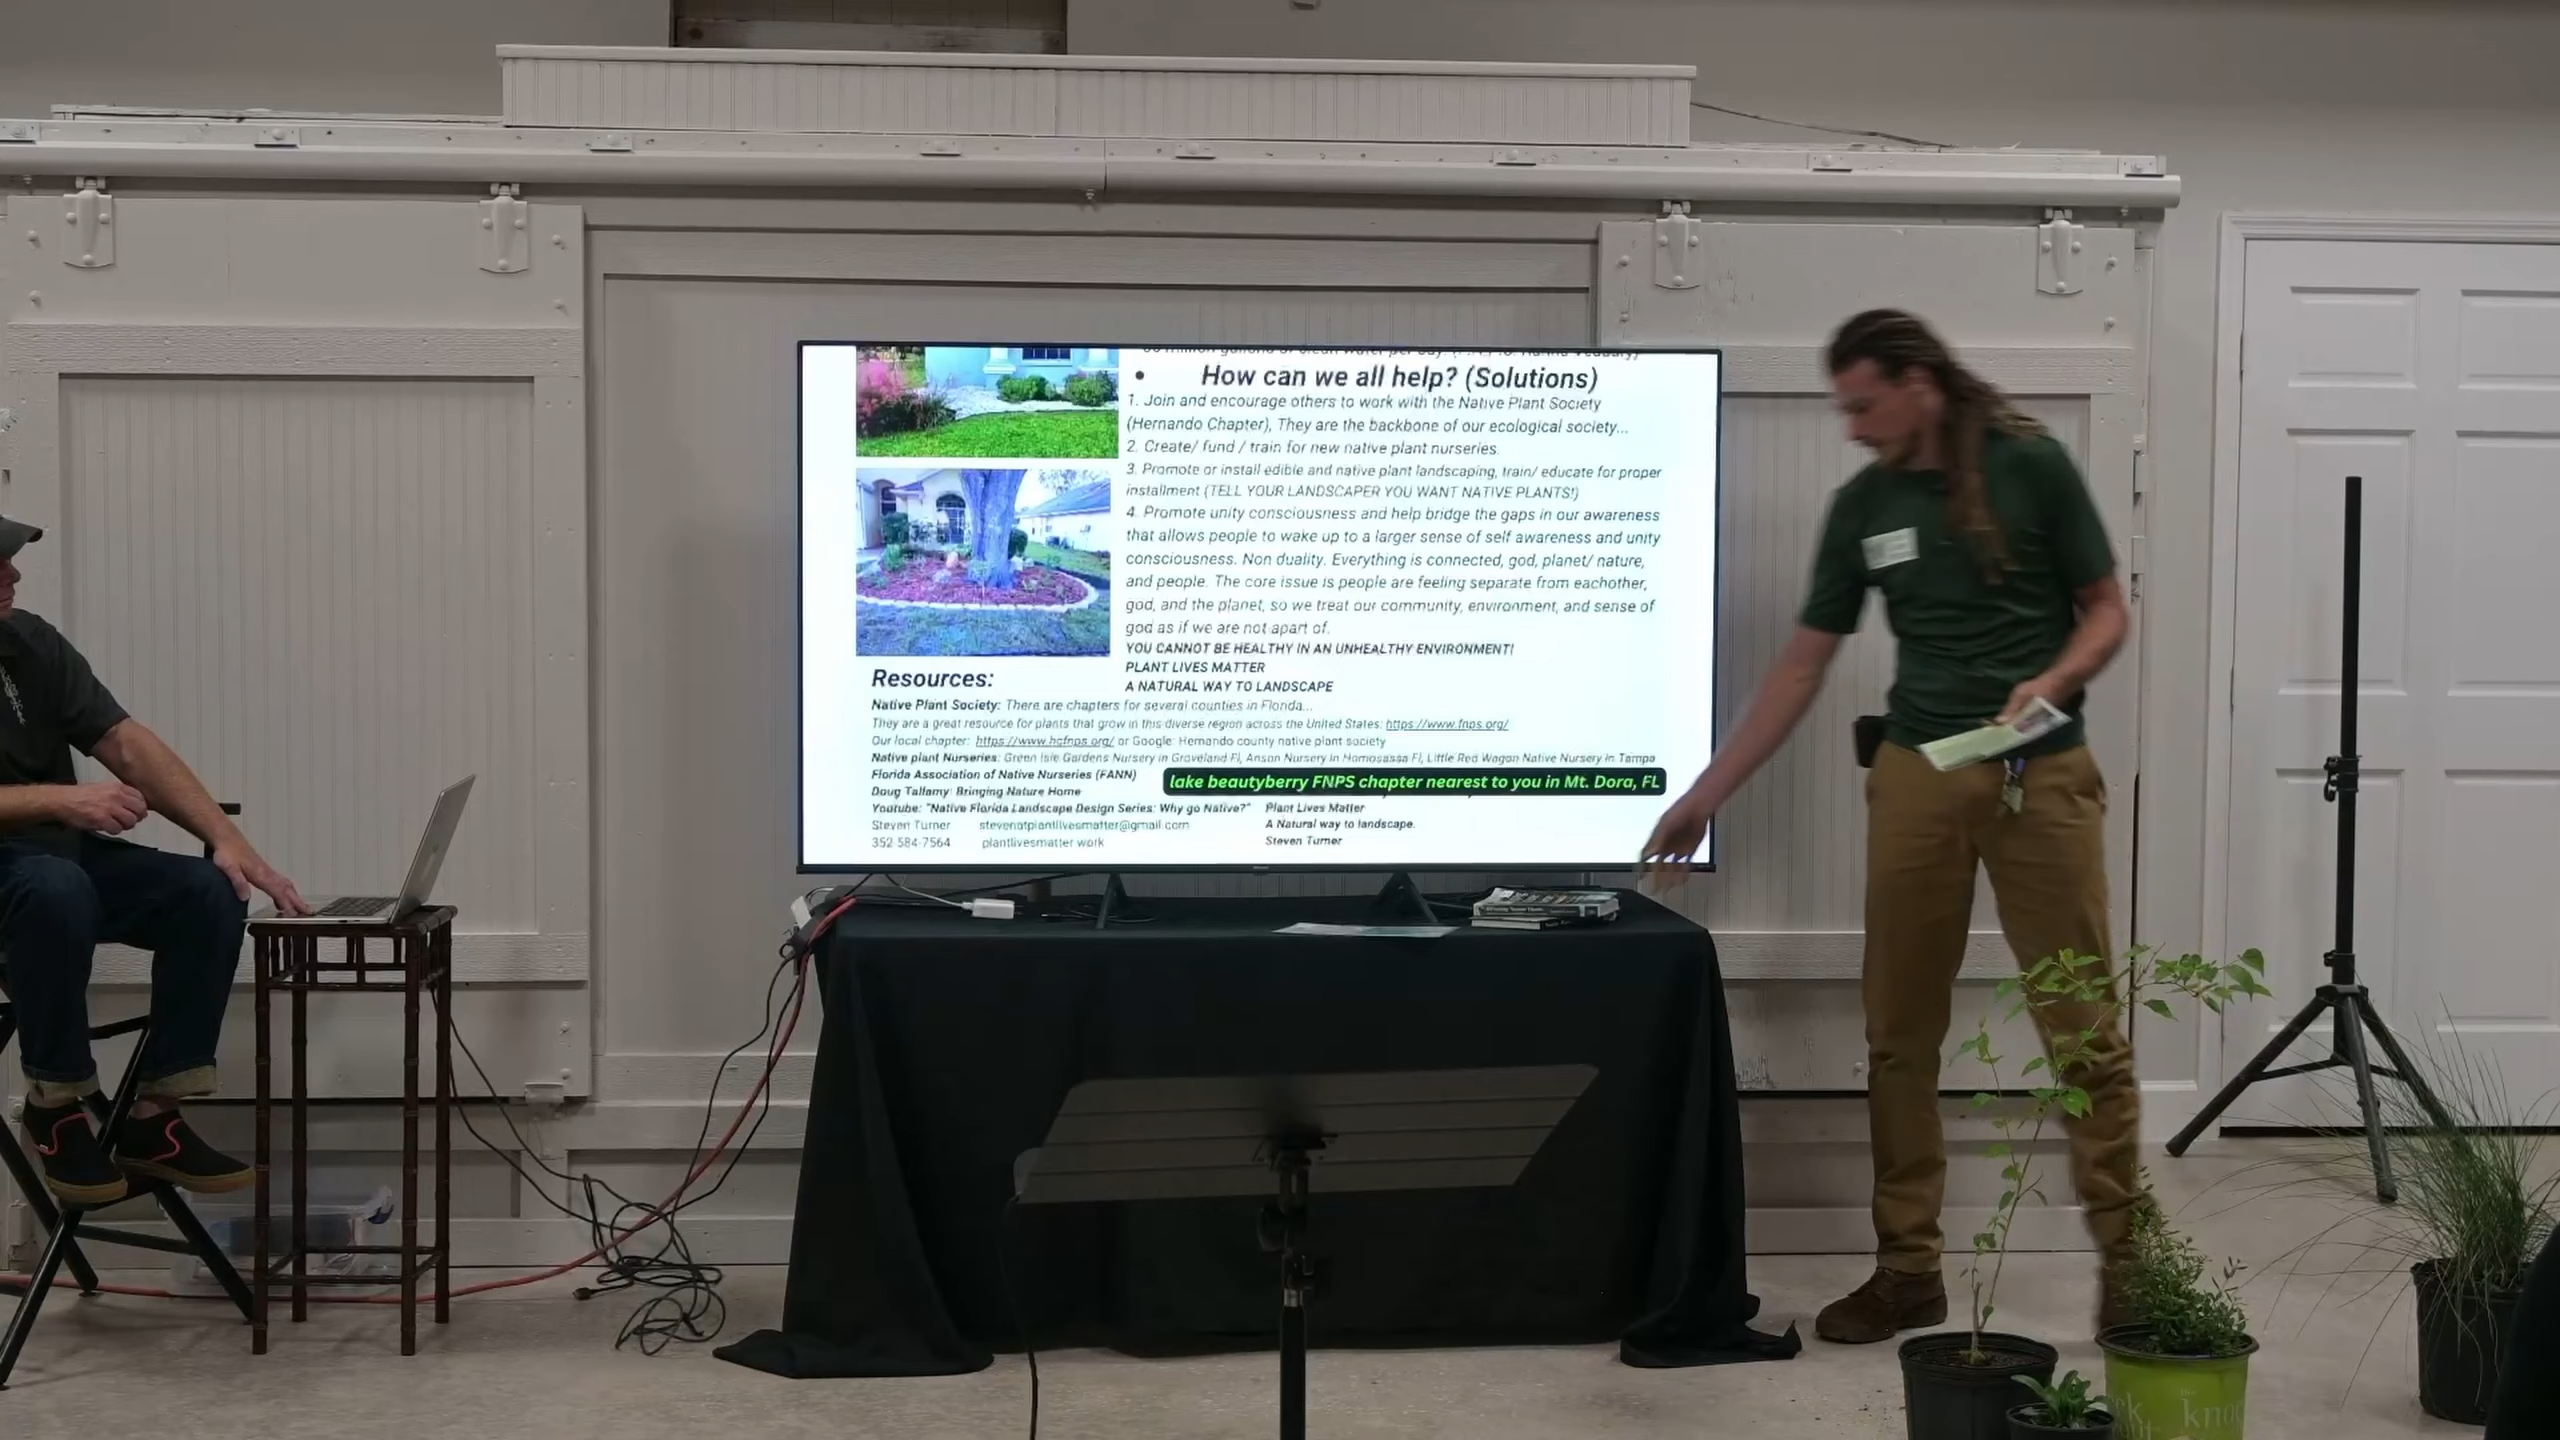 How can we all help? (Solutions)
1. Join and encourage others to work with the Native Plant Society
(Hernando Chapter), They are the backbone of our ecological society...
2. Create/ fund / train for new native plant nurseries.
3. Promote or install edible and native plant landscaping, train/ educate for proper
installment (TELL YOUR LANDSCAPER YOU WANT NATIVE PLANTS!)
4. Promote unity consciousness and help bridge the gaps in our awareness
that allows people to wake up to a larger sense of self awareness and unity
consciousness. Non duality. Everything is connected, god, planet/ nature,
and people. The core issue is people are feeling separate from eachother,
god, and the planet, so we treat our community, environment, and sense of
god as if we are not apart of.
YOU CANNOT BE HEALTHY IN AN UNHEALTHY ENVIRONMENT!
PLANT LIVES MATTER
A NATURAL WAY TO LANDSCAPE
Resources:
Native Plant Society: There are chapters for several counties in Florida...
They are a great resource for plants that grow in this diverse region across the United States: https://www.fnps.org/
Our local chapter: https://www.hcfnps.org/ or Google: Hernando county native plant society
Native plant Nurseries: Green Isle Gardens Nursery in Groveland Fl, Anson Nursery in Homosassa Fl, Little Red Wagon Native Nursery in Tampa
Florida Association of Native Nurseries (FANN)
lake beautyberry FNPS chapter nearest to you in Mt. Dora, FL
Doug Tallamy: Bringing Nature Home
Youtube: "Native Florida Landscape Design Series: Why go Native?"
Plant Lives Matter
Steven Turner stevenatplantlivesmatter@gmail.com
A Natural way to landscape.
352-584-7564 plantlivesmatter.work
Steven Turner